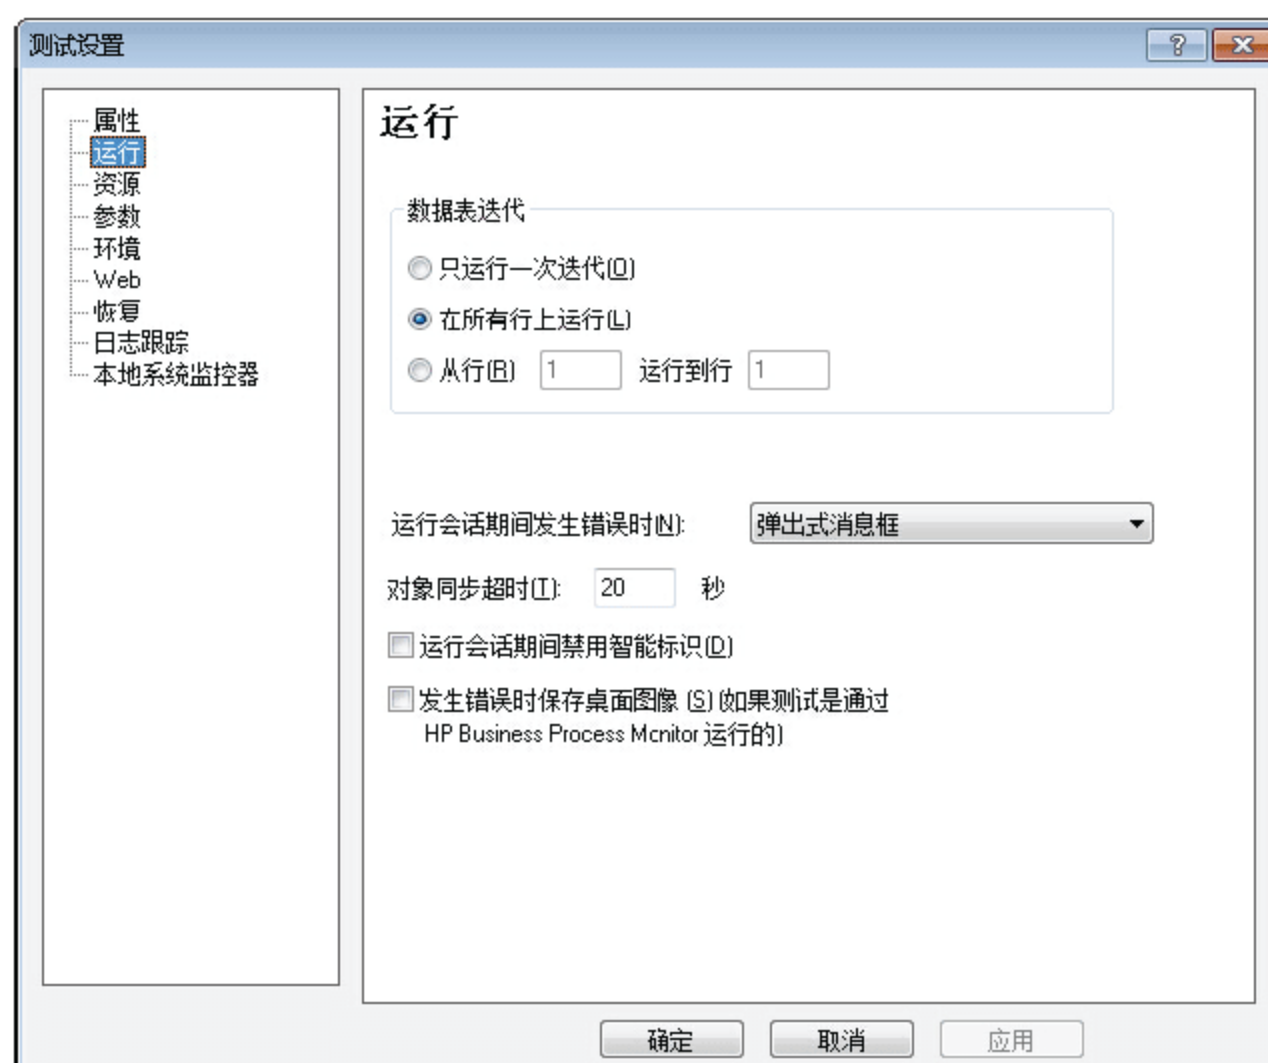 测试设置
属性
运行
资源
参数
环境
Web
恢复
日志跟踪
本地系统监控器
运行
数据表迭代
只运行一次迭代(O)
在所有行上运行(L)
从行(R) 1 运行到行 1
运行会话期间发生错误时(N): 弹出式消息框
对象同步超时(T): 20 秒
运行会话期间禁用智能标识(D)
发生错误时保存桌面图像 (S) (如果测试是通过
HP Business Process Monitor 运行的)
确定 取消 应用